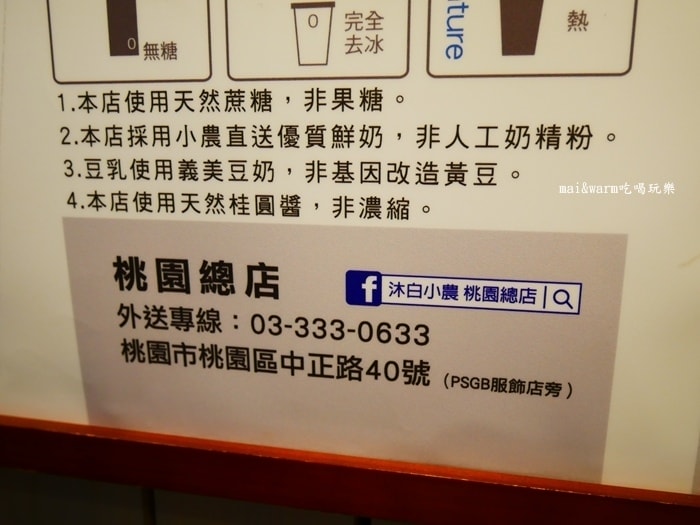 0
無糖
0
完全
去冰
ature
熱
1.本店使用天然蔗糖，非果糖。
2.本店採用小農直送優質鮮奶，非人工奶精粉。
3.豆乳使用義美豆奶，非基因改造黃豆。
4.本店使用天然桂圓醬，非濃縮。
mai&warm吃喝玩樂
桃園總店
f 沐白小農 桃園總店
外送專線：03-333-0633
桃園市桃園區中正路40號（PSGB服飾店旁）